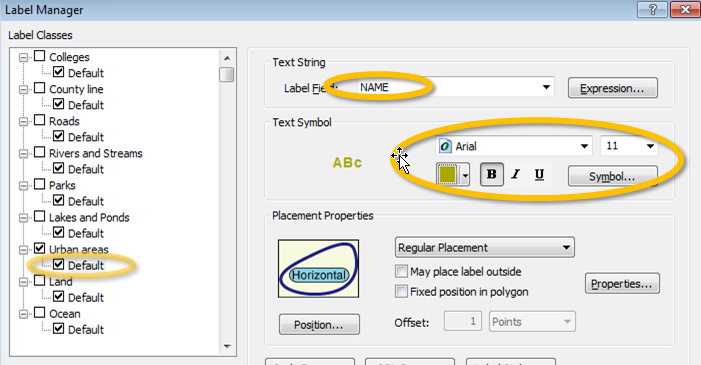 Label Manager
Label Classes
Colleges
Default
County line
Default
Roads
Default
Rivers and Streams
Default
Parks
Default
Lakes and Ponds
Default
Urban areas
Default
Land
Default
Ocean
Default
Text String
Label Field: NAME Expression...
Text Symbol
ABc
Arial 11
B I U Symbol...
Placement Properties
Horizontal
Position...
Regular Placement
May place label outside
Fixed position in polygon
Properties...
Offset: 1 Points